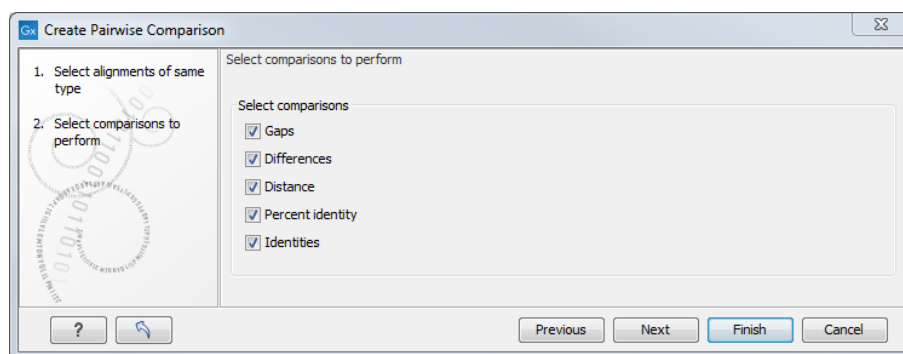 Gx Create Pairwise Comparison
Select comparisons to perform
1. Select alignments of same
type
2. Select comparisons to
perform
Select comparisons
Gaps
Differences
Distance
Percent identity
Identities
?
Previous
Next
Finish
Cancel